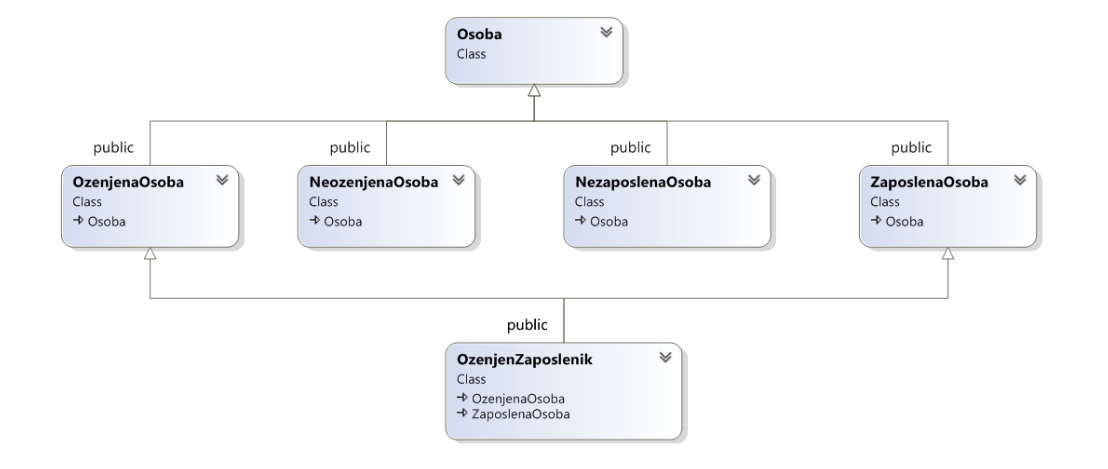 Osoba
Class
public
public
public
public
OzenjenaOsoba
Class
Osoba
NeozenjenaOsoba
Class
Osoba
NezaposlenaOsoba
Class
Osoba
ZaposlenaOsoba
Class
Osoba
public
OzenjenZaposlenik
Class
OzenjenaOsoba
ZaposlenaOsoba